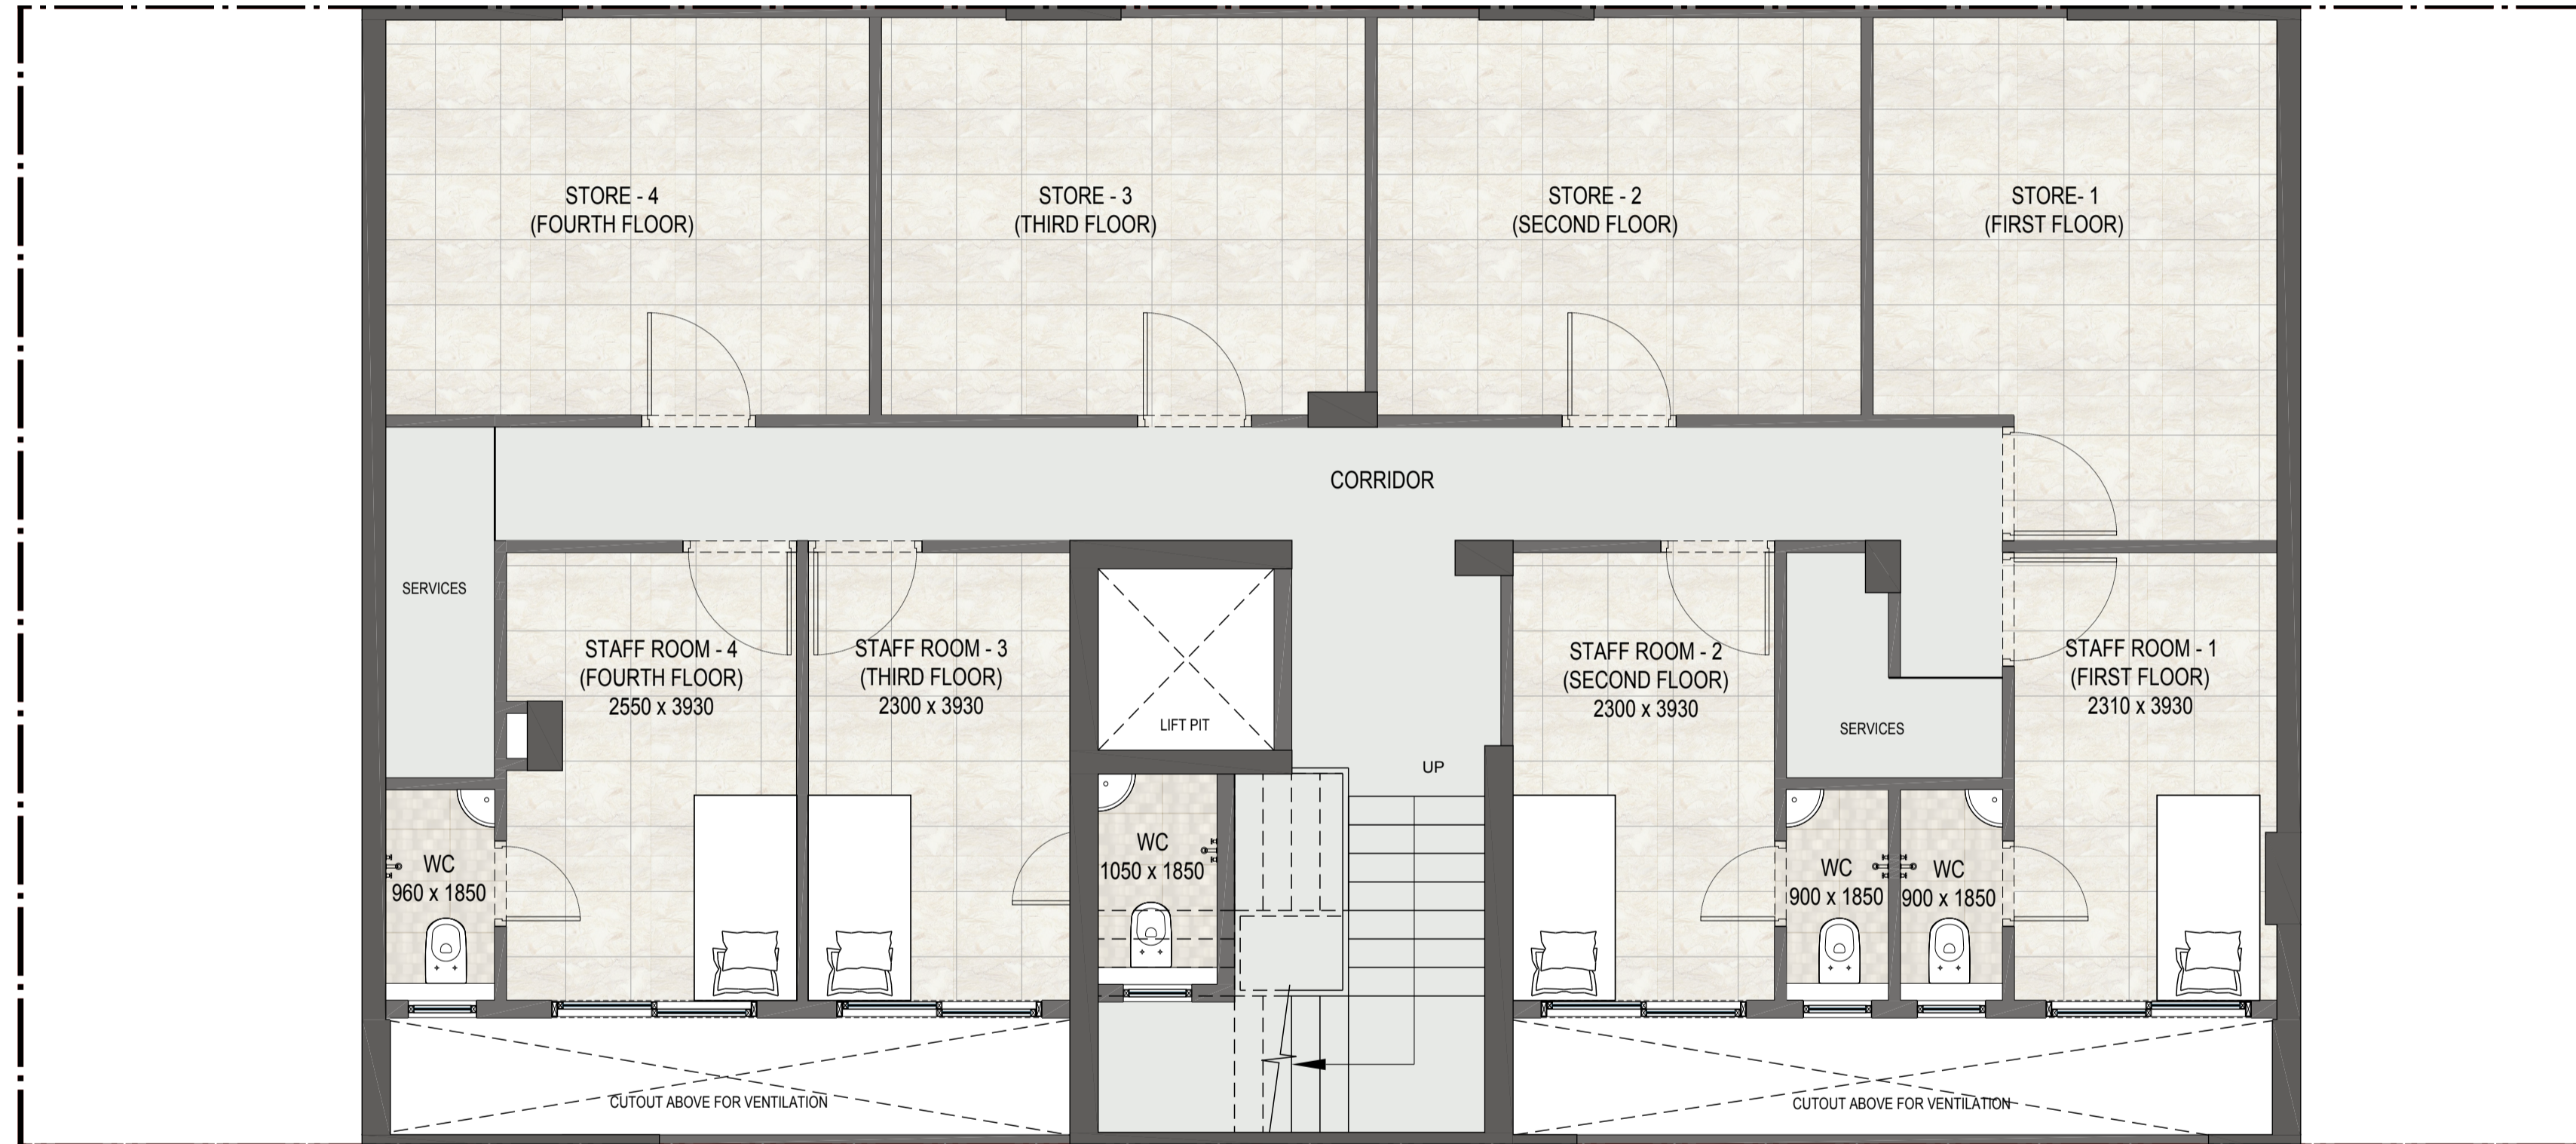 STORE - 4
(FOURTH FLOOR)
STORE - 3
(THIRD FLOOR)
STORE - 2
(SECOND FLOOR)
STORE- 1
(FIRST FLOOR)
CORRIDOR
SERVICES
STAFF ROOM - 4
(FOURTH FLOOR)
2550 x 3930
STAFF ROOM - 3
(THIRD FLOOR)
2300 x 3930
LIFT PIT
UP
STAFF ROOM - 2
(SECOND FLOOR)
2300 x 3930
SERVICES
STAFF ROOM - 1
(FIRST FLOOR)
2310 x 3930
WC
960 x 1850
WC
1050 x 1850
WC
900 x 1850
WC
900 x 1850
CUTOUT ABOVE FOR VENTILATION
CUTOUT ABOVE FOR VENTILATION